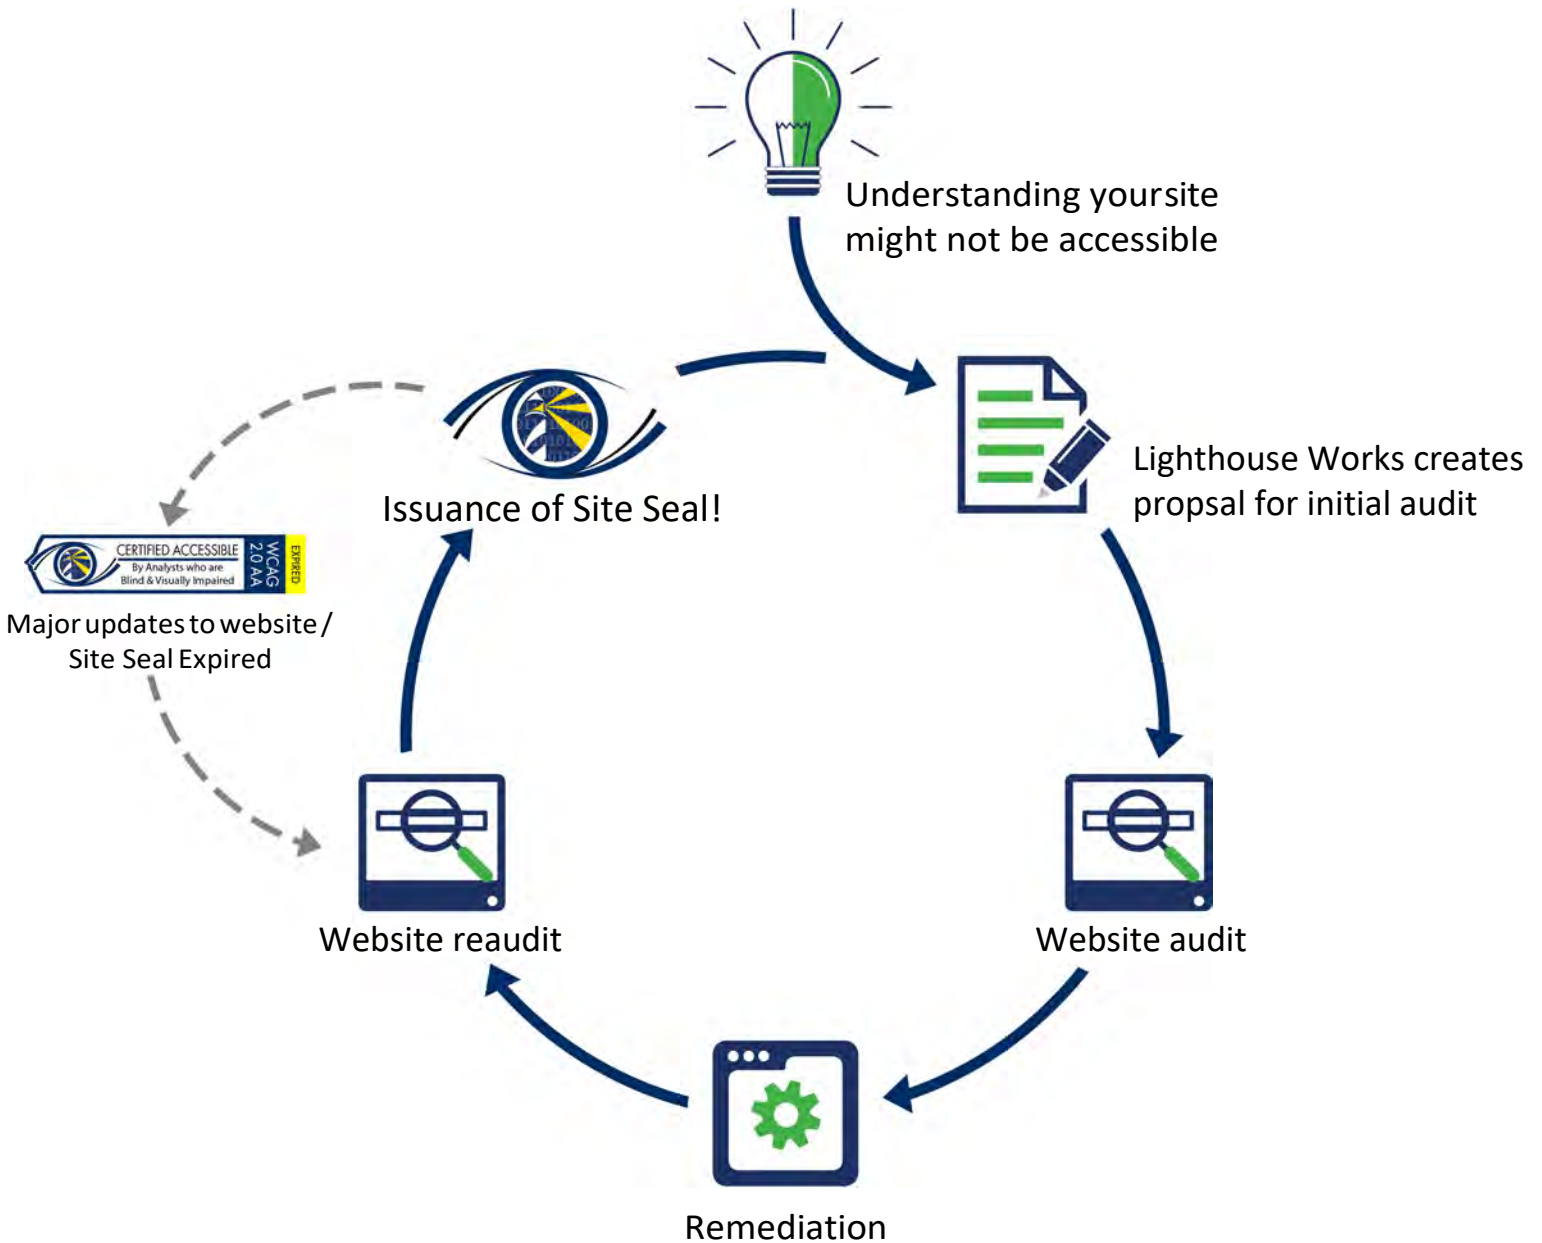 Understanding yoursite
might not be accessible
Lighthouse Works creates
propsal for initial audit
Issuance of Site Seal!
CERTIFIED ACCESSIBLE
By Analysts who are
Blind & Visually Impaired
WCAG
2.0 AA
EXPIRED
Major updates to website/
Site Seal Expired
Website reaudit
Website audit
Remediation